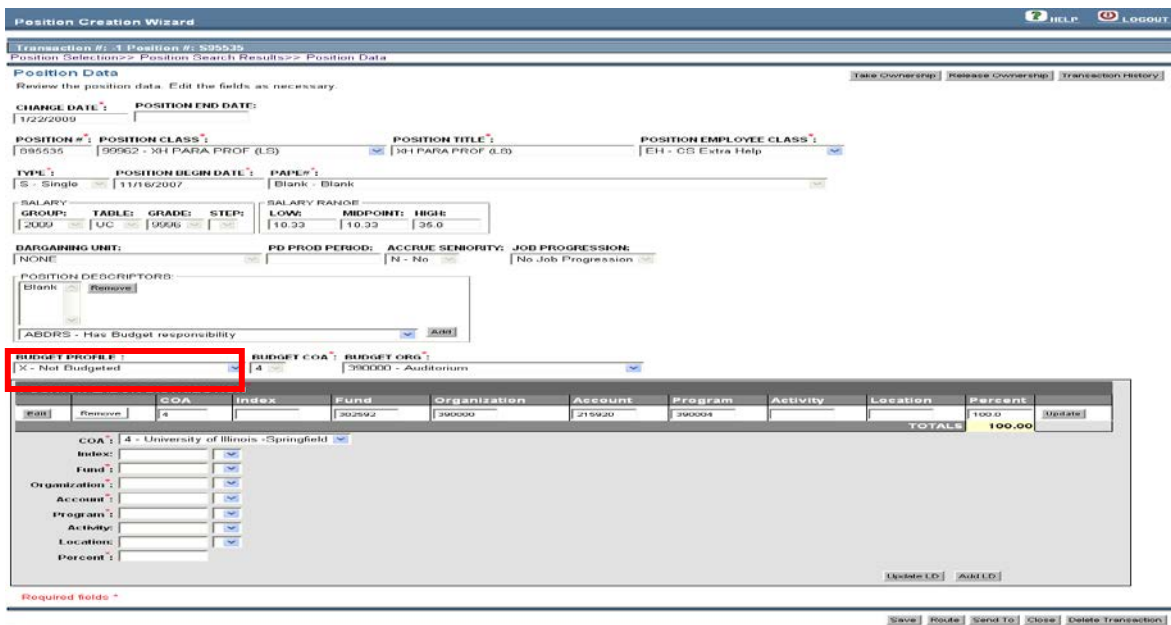 Position Creation Wizard
HELP LOGOUT
Transaction #: -1 Position #: S95535
Position Selection>> Position Search Results>> Position Data
Position Data
Take Ownership Release Ownership Transaction History
Review the position data. Edit the fields as necessary.
CHANGE DATE*: POSITION END DATE:
1/22/2009
POSITION #*: POSITION CLASS*: POSITION TITLE*: POSITION EMPLOYEE CLASS*:
S95535 99962 - XH PARA PROF (LS) XH PARA PROF (LS) EH - CS Extra Help
TYPE*: POSITION BEGIN DATE*: PAPE#*:
S - Single 11/16/2007 Blank - Blank
SALARY SALARY RANGE
GROUP: TABLE: GRADE: STEP: LOW: MIDPOINT: HIGH:
2009 UC 9996 10.33 10.33 35.0
BARGAINING UNIT: PD PROB PERIOD: ACCRUE SENIORITY: JOB PROGRESSION:
NONE N - No No Job Progression
POSITION DESCRIPTORS:
Blank Remove
ABDRS - Has Budget responsibility Add
BUDGET PROFILE*: BUDGET COA*: BUDGET ORG*:
X - Not Budgeted 4 390000 - Auditorium
COA Index Fund Organization Account Program Activity Location Percent
Edit Remove 4 302592 390000 215920 390004 100.0 Update
TOTALS 100.00
COA*: 4 - University of Illinois -Springfield
Index:
Fund*:
Organization*:
Account*:
Program*:
Activity:
Location:
Percent*:
Update LD Add LD
Required fields *
Save Route Send To Close Delete Transaction